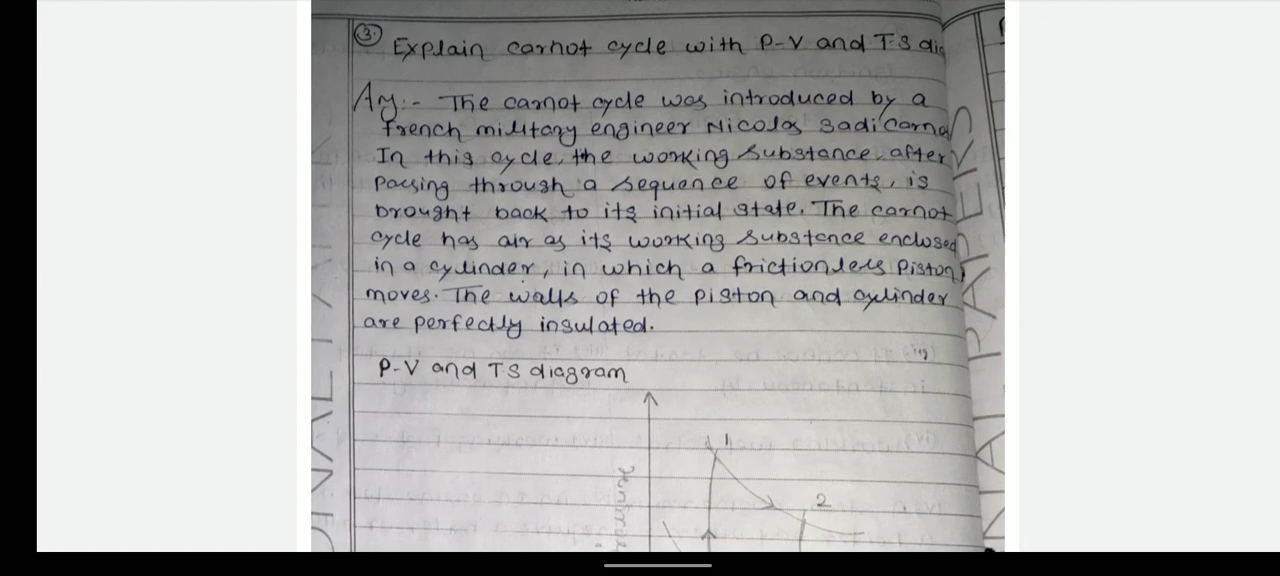 3.
Explain carnot cycle with P-V and T-S dia
Ans:- The carnot cycle was introduced by a
french military engineer Nicolas Sadi Carno
In this cycle, the working substance after
passing through a sequence of events, is
brought back to its initial state. The carnot
cycle has air as its working substance enclosed
in a cylinder, in which a frictionless piston
moves. The walls of the piston and cylinder
are perfectly insulated.
P-V and TS diagram
1
2